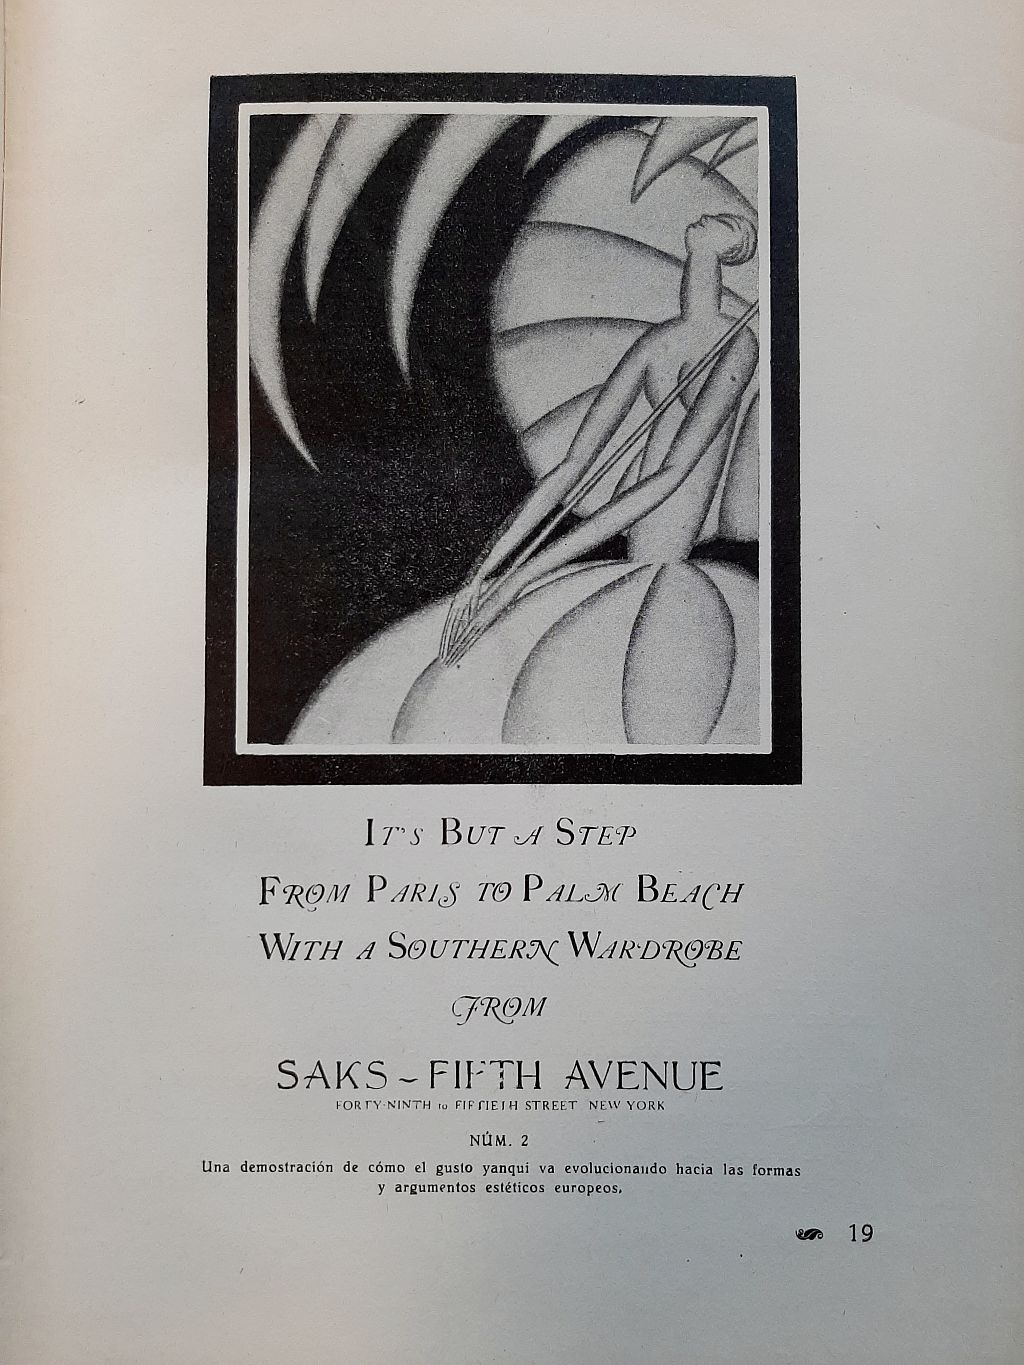 IT'S BUT A STEP
FROM PARIS TO PALM BEACH
WITH A SOUTHERN WARDROBE
FROM
SAKS ~ FIFTH AVENUE
FORTY-NINTH to FIFTIETH STREET NEW YORK
NÚM. 2
Una demostración de cómo el gusto yanqui va evolucionando hacia las formas
y argumentos estéticos europeos.
19